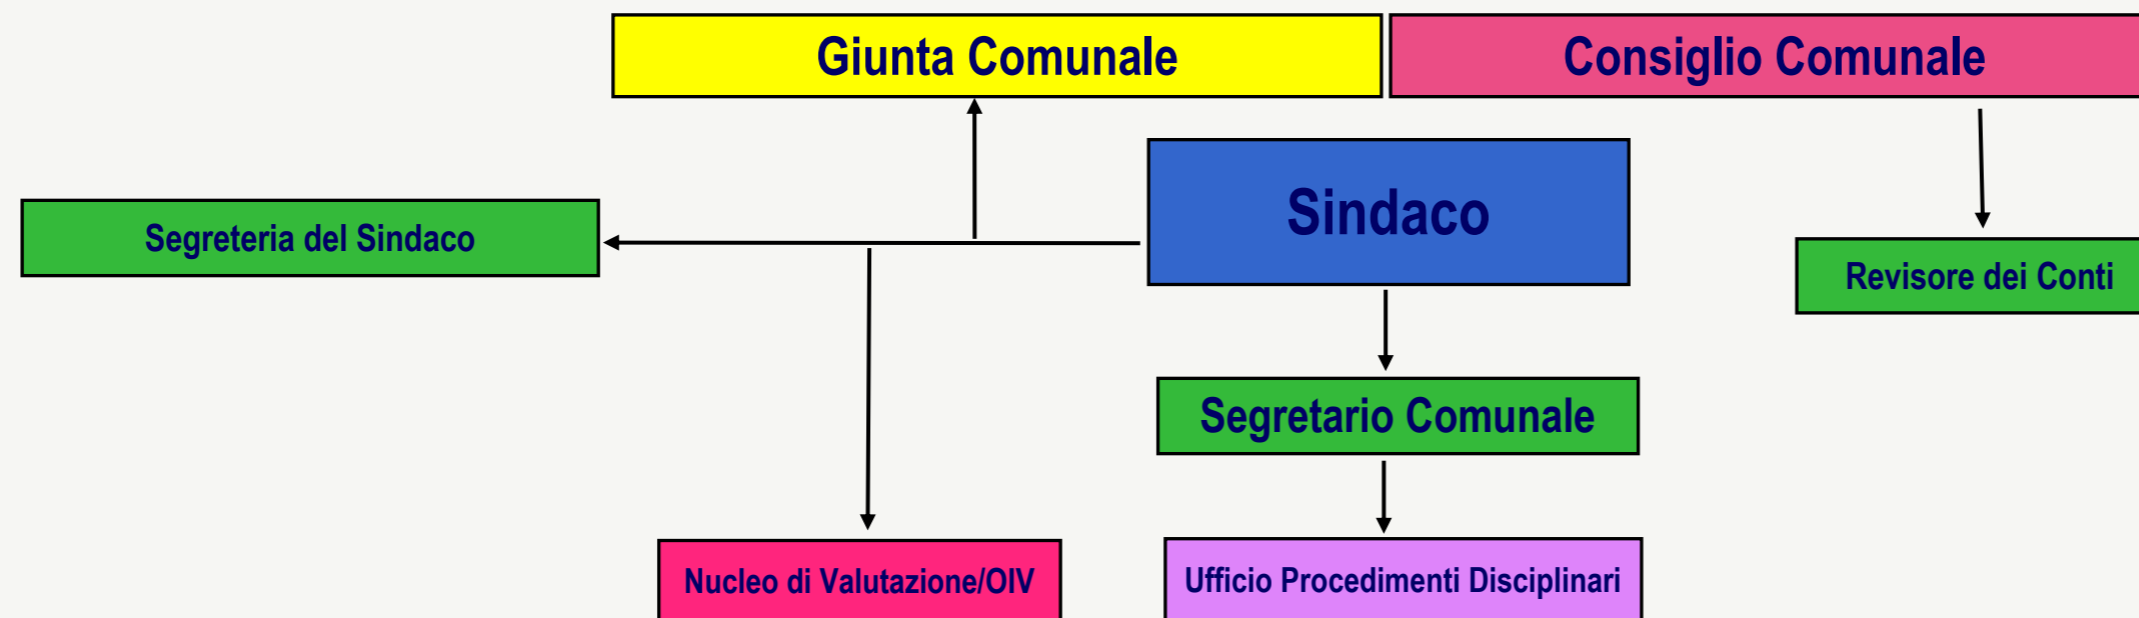 Giunta Comunale
Consiglio Comunale
Sindaco
Segreteria del Sindaco
Revisore dei Conti
Segretario Comunale
Nucleo di Valutazione/OIV
Ufficio Procedimenti Disciplinari